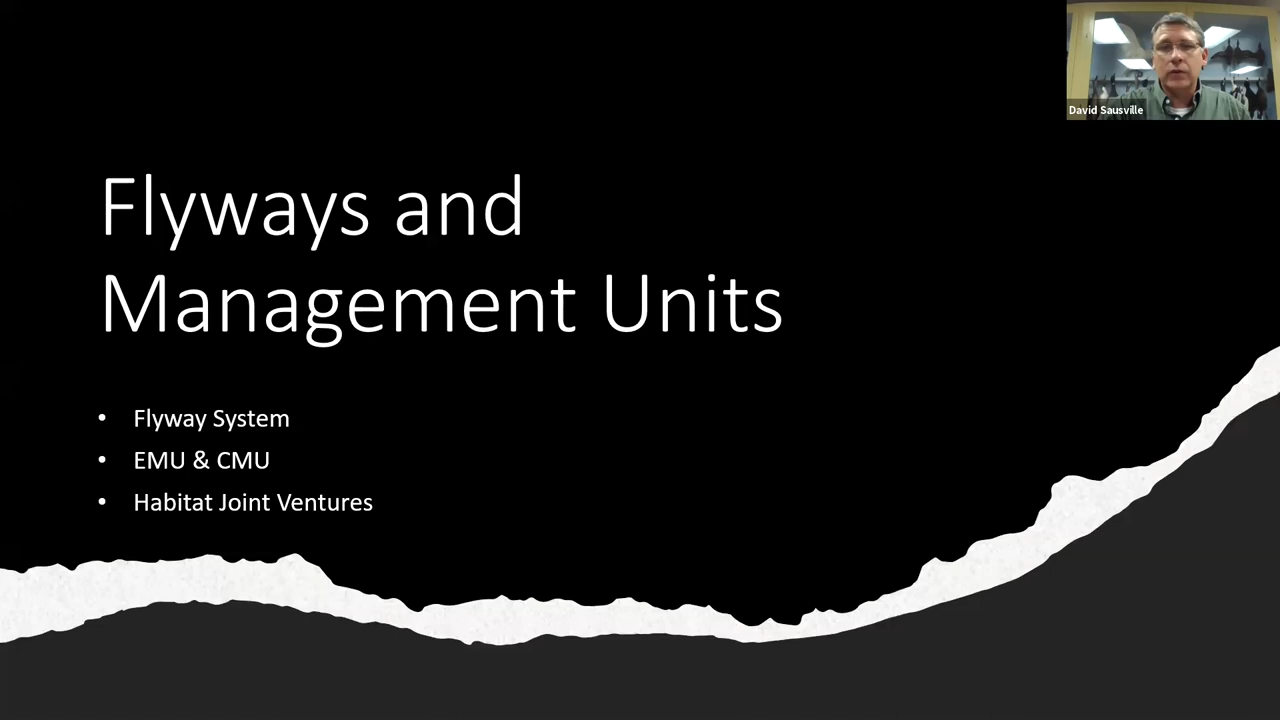 David Sausville
Flyways and
Management Units
• Flyway System
• EMU & CMU
• Habitat Joint Ventures